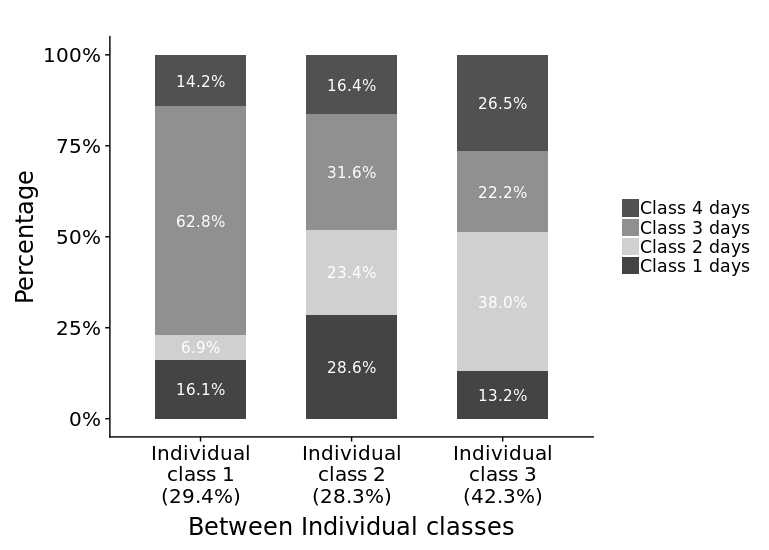 100%
75%
50%
25%
0%
Percentage
14.2%
62.8%
6.9%
16.1%
16.4%
31.6%
23.4%
28.6%
26.5%
22.2%
38.0%
13.2%
Individual
class 1
(29.4%)
Individual
class 2
(28.3%)
Individual
class 3
(42.3%)
Between Individual classes
Class 4 days
Class 3 days
Class 2 days
Class 1 days